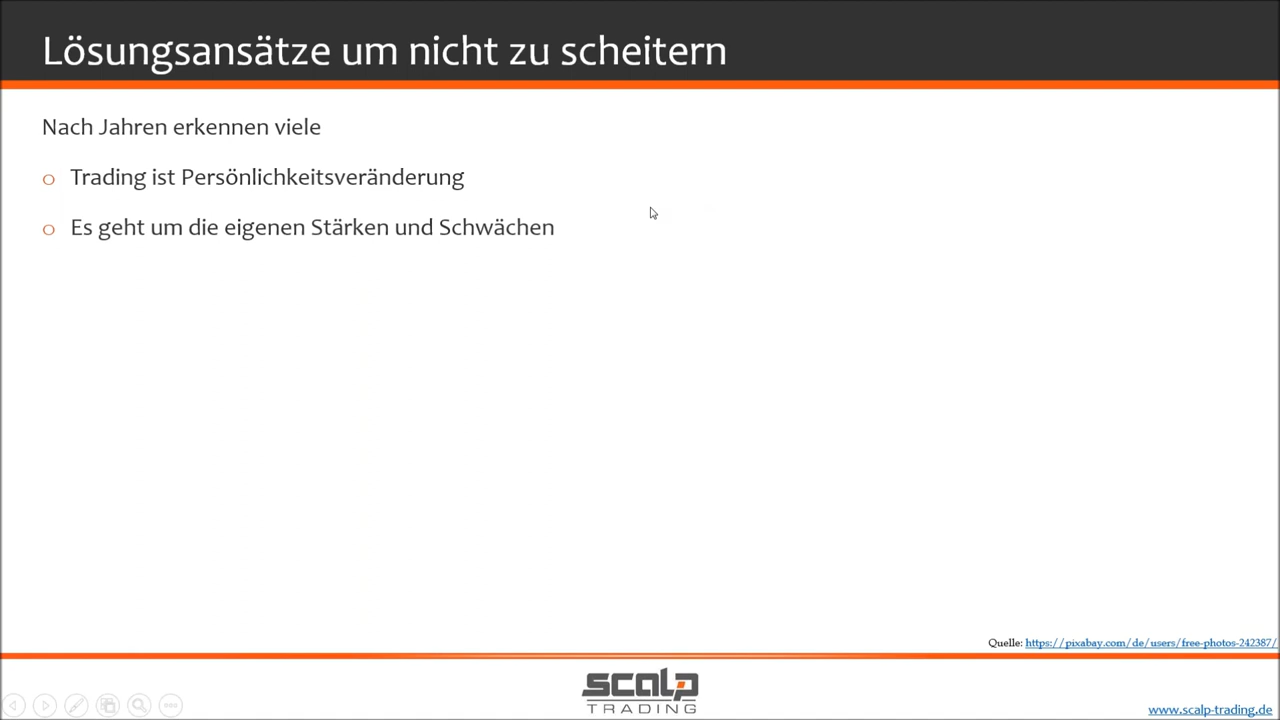 Lösungsansätze um nicht zu scheitern
Nach Jahren erkennen viele
o Trading ist Persönlichkeitsveränderung
o Es geht um die eigenen Stärken und Schwächen
Quelle: https://pixabay.com/de/users/free-photos-242387/
scalp
TRADING
www.scalp-trading.de